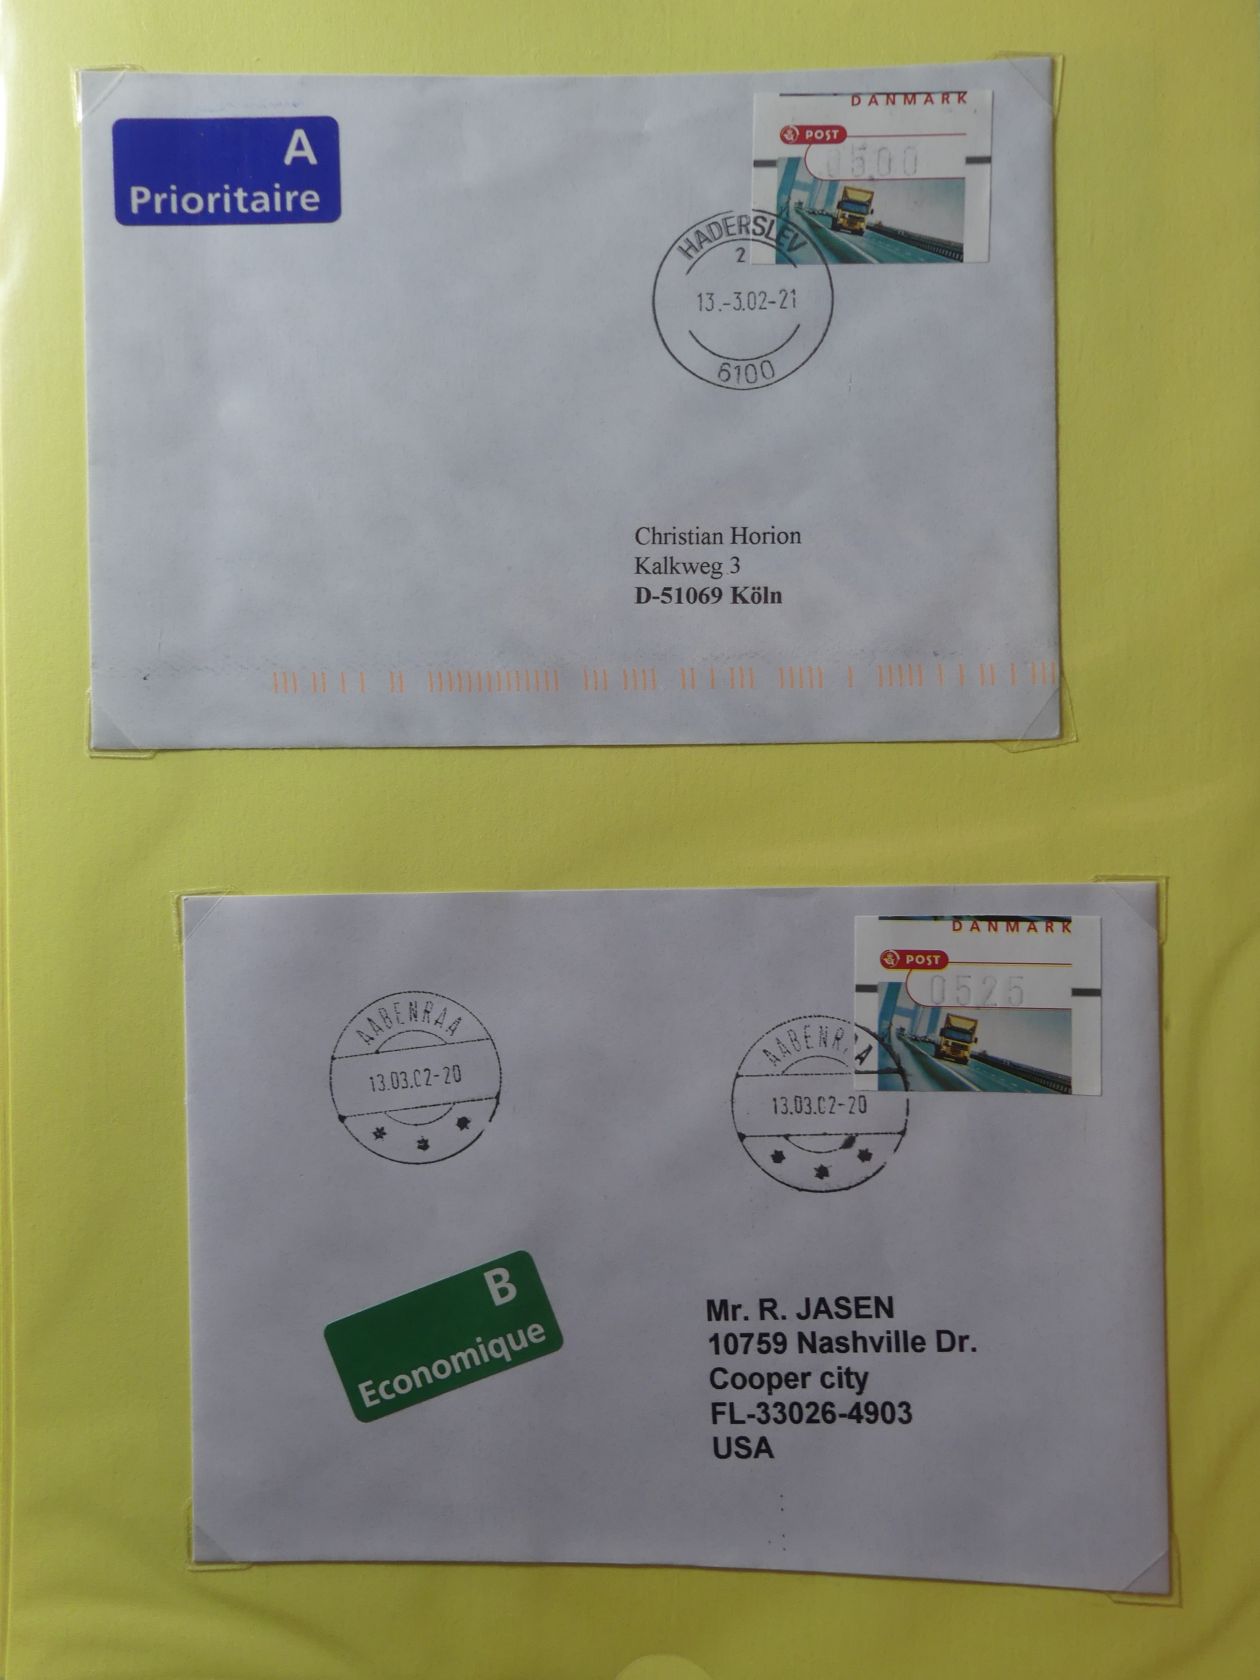 A
Prioritaire
DANMARK
POST
0500
HADERSLEV
2
13.-3.02-21
6100
Christian Horion
Kalkweg 3
D-51069 Köln
DANMARK
POST
0525
AABENRAA
13.03.02-20
AABENRAA
13.03.02-20
B
Economique
Mr. R. JASEN
10759 Nashville Dr.
Cooper city
FL-33026-4903
USA